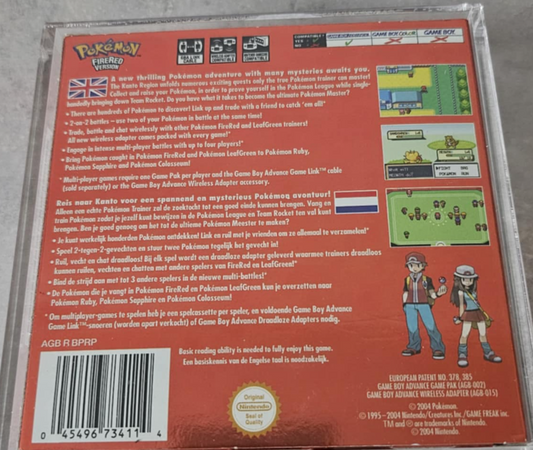 POKéMON
FIRERED
VERSION
COMPATIBLE
GAME BOY COLOR
GAME BOY
A new thrilling Pokémon adventure with many mysteries awaits you.
The Kanto Region unfolds numerous exciting quests only the true Pokémon trainer can master!
Collect and raise your Pokémon, in order to prove yourself in the Pokémon League while single-
handedly bringing down Team Rocket. Do you have what it takes to become the ultimate Pokémon Master?
• There are hundreds of Pokémon to discover! Link up and trade with a friend to catch 'em all!*
• 2-on-2 battles – use two of your Pokémon in battle at the same time!
• Trade, battle and chat wirelessly with other Pokémon FireRed and LeafGreen trainers!
All new wireless adapter comes packed with every game!*
• Engage in intense multi-player battles with up to four players!*
• Bring Pokémon caught in Pokémon FireRed and Pokémon LeafGreen to Pokémon Ruby,
Pokémon Sapphire and Pokémon Colosseum!
*Multi-player games require one Game Pak per player and the Game Boy Advance Game Link™ cable
(sold separately) or the Game Boy Advance Wireless Adapter accessory.
Reis naar Kanto voor een spannend en mysterieus Pokémon avontuur!
Alleen een echte Pokémon Trainer zal de zoektocht tot een goed einde kunnen brengen. Vang en
train Pokémon zodat je jezelf kunt bewijzen in de Pokémon League en Team Rocket ten val kunt
brengen. Ben je goed genoeg om het tot de ultieme Pokémon Meester te maken?
• Je kunt werkelijk honderden Pokémon ontdekken! Link en ruil met je vrienden om ze allemaal te verzamelen!*
• Speel 2-tegen-2-gevechten en stuur twee Pokémon tegelijk het gevecht in!
• Ruil, vecht en chat draadloos! Bij elk spel wordt een draadloze adapter geleverd waarmee trainers draadloos
kunnen ruilen, vechten en chatten met andere spelers van FireRed en LeafGreen!*
• Bind de strijd aan met tot 3 andere spelers in de nieuwe multi-battles!*
• De Pokémon die je vangt in Pokémon FireRed en Pokémon LeafGreen kan je overzetten naar
Pokémon Ruby, Pokémon Sapphire en Pokémon Colosseum!
*Om multiplayer-games te spelen heb je een spelcassette per speler, en voldoende Game Boy Advance
Game Link™-snoeren (worden apart verkocht) of Game Boy Advance Draadloze Adapters nodig.
AGB R BPRP
Basic reading ability is needed to fully enjoy this game.
Een basiskennis van de Engelse taal is noodzakelijk.
0 45496 73411 4
Original
Nintendo
Seal of
Quality
EUROPEAN PATENT NO. 370, 385
GAME BOY ADVANCE GAME PAK (AGB-002)
GAME BOY ADVANCE WIRELESS ADAPTER (AGB-015)
© 2004 Pokémon.
© 1995–2004 Nintendo/Creatures Inc./GAME FREAK inc.
TM and ® are trademarks of Nintendo.
© 2004 Nintendo.